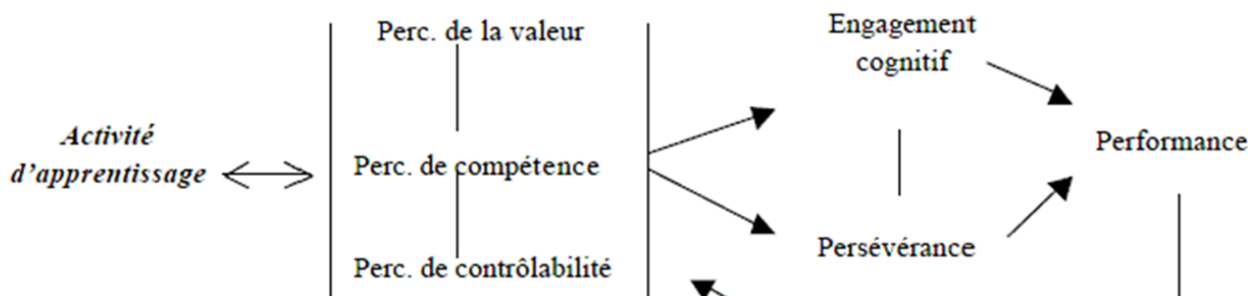 Perc. de la valeur
Engagement
cognitif
Activité
d'apprentissage
Perc. de compétence
Performance
Persévérance
Perc. de contrôlabilité